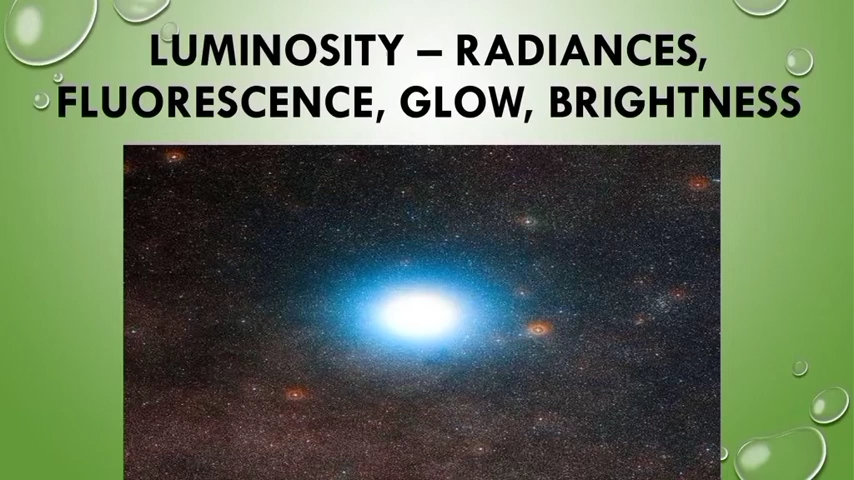 LUMINOSITY – RADIANCES,
FLUORESCENCE, GLOW, BRIGHTNESS